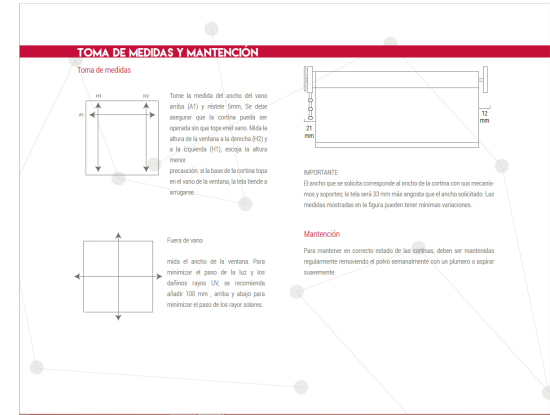 TOMA DE MEDIDAS Y MANTENCIÓN
Toma de medidas
H1 H2
A1
Tome la medida del ancho del vano
arriba (A1) y réstele 5mm, Se debe
asegurar que la cortina pueda ser
operada sin que tope enel vano. Mida la
altura de la ventana a la derecha (H2) y
a la izquierda (H1); escoja la altura
menor.
precaución: si la base de la cortina topa
en el vano de la ventana, la tela tiende a
arrugarse.
Fuera de vano
mida el ancho de la ventana. Para
minimizar el paso de la luz y los
dañinos rayos UV, se recomienda
añadir 100 mm , arriba y abajo para
minimizar el paso de los rayor solares.
21
mm
12
mm
IMPORTANTE
El ancho que se solicita corresponde al ancho de la cortina con sus mecanis-
mos y soportes; la tela será 33 mm más angosta que el ancho solicitado. Las
medidas mostradas en la figura pueden tener mínimas variaciones.
Mantención
Para mantener en correcto estado de las cortinas, deben ser mantenidas
regularmente removiendo el polvo semanalmente con un plumero o aspirar
suavemente.